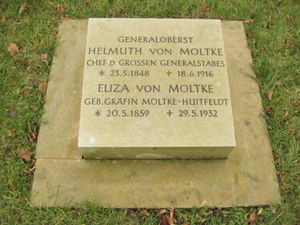 GENERALOBERST
HELMUTH VON MOLTKE
CHEF D. GROSSEN GENERALSTABES
* 23.5.1848 + 18.6.1916
ELIZA VON MOLTKE
GEB. GRÄFIN MOLTKE-HUITFELDT
* 20.5.1859 + 29.5.1932